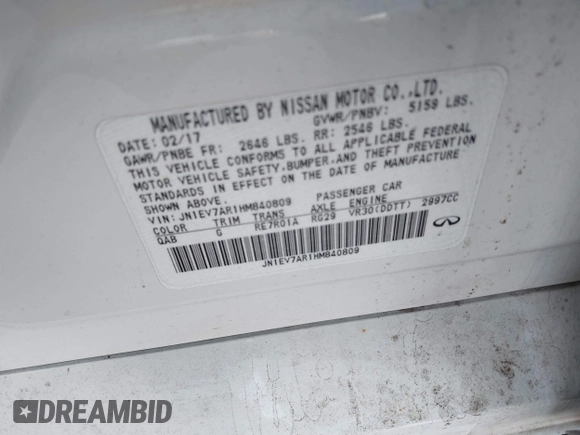 MANUFACTURED BY NISSAN MOTOR CO.,LTD.
DATE: 02/17 GVWR/PNBV: 5159 LBS.
GAWR/PNBE FR: 2646 LBS. RR: 2546 LBS.
THIS VEHICLE CONFORMS TO ALL APPLICABLE FEDERAL
MOTOR VEHICLE SAFETY,BUMPER,AND THEFT PREVENTION
STANDARDS IN EFFECT ON THE DATE OF MANUFACTURE
SHOWN ABOVE.
VIN: JN1EV7AR1HM840809 PASSENGER CAR
COLOR TRIM TRANS AXLE ENGINE
QAB G RE7R01A RG29 VR30(DDTT) 2997CC
JN1EV7AR1HM840809
DREAMBID